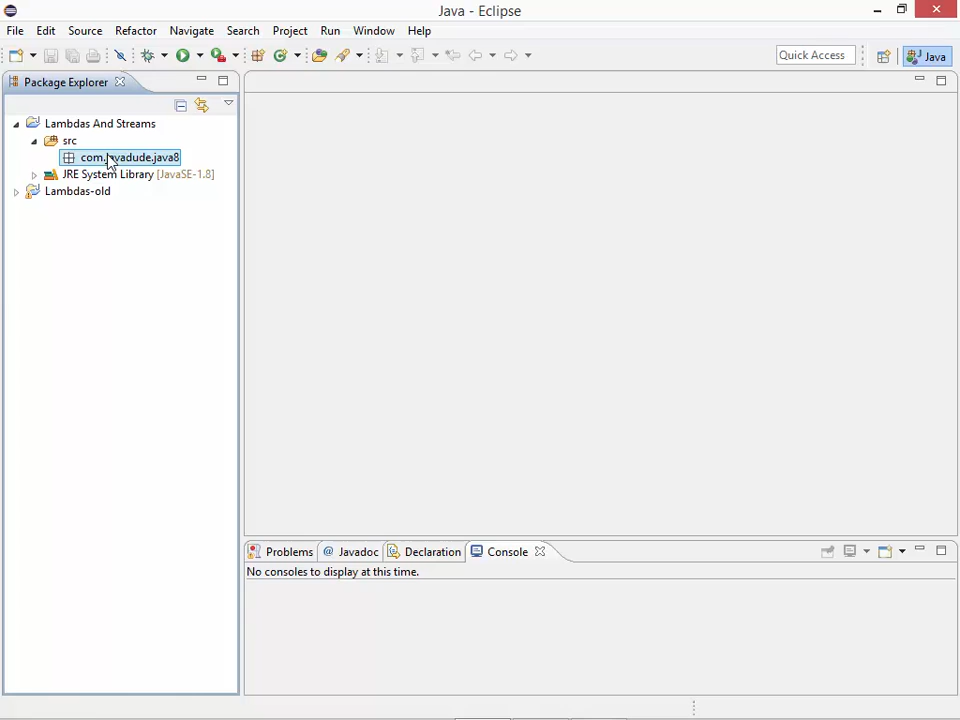 Java - Eclipse
File Edit Source Refactor Navigate Search Project Run Window Help
Quick Access Java
Package Explorer
Lambdas And Streams
src
com.javadude.java8
JRE System Library [JavaSE-1.8]
Lambdas-old
Problems @ Javadoc Declaration Console
No consoles to display at this time.